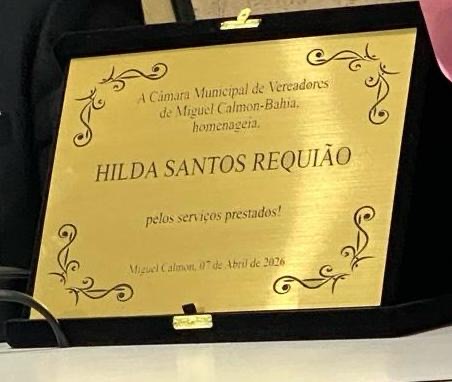 A Câmara Municipal de Vereadores
de Miguel Calmon-Bahia,
homenageia,
HILDA SANTOS REQUIÃO
pelos serviços prestados!
Miguel Calmon, 07 de Abril de 2026